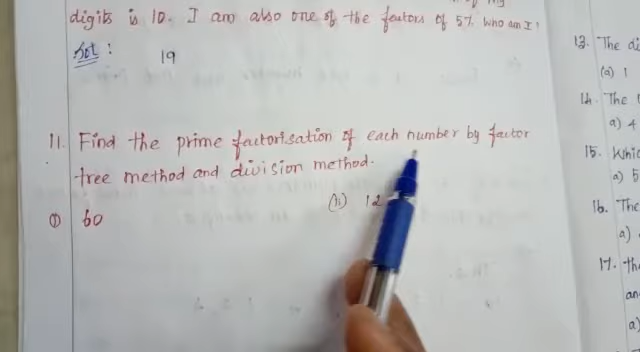 digits is 10. I am also one of the factors of 57. Who am I?
Sol :
19
11. Find the prime factorisation of each number by factor
tree method and division method.
(i) 60
(ii) 12
13. The di
(a) 1
14. The
a) 4
15. Whic
a) 5
16. The
a)
17. Th
an
a)